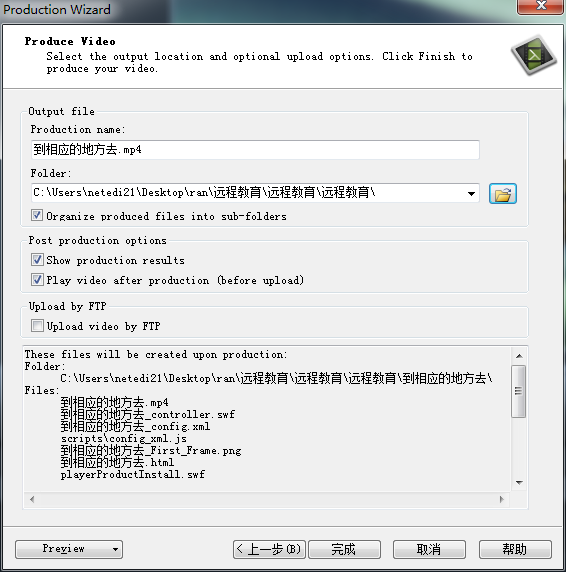 Production Wizard
Produce Video
Select the output location and optional upload options. Click Finish to
produce your video.
Output file
Production name:
到相应的地方去.mp4
Folder:
C:\Users\netedi21\Desktop\ran\远程教育\远程教育\远程教育\
Organize produced files into sub-folders
Post production options
Show production results
Play video after production (before upload)
Upload by FTP
Upload video by FTP
These files will be created upon production:
Folder:
C:\Users\netedi21\Desktop\ran\远程教育\远程教育\远程教育\到相应的地方去\
Files:
到相应的地方去.mp4
到相应的地方去_controller.swf
到相应的地方去_config.xml
scripts\config_xml.js
到相应的地方去_First_Frame.png
到相应的地方去.html
playerProductInstall.swf
Preview
< 上一步(B)
完成
取消
帮助